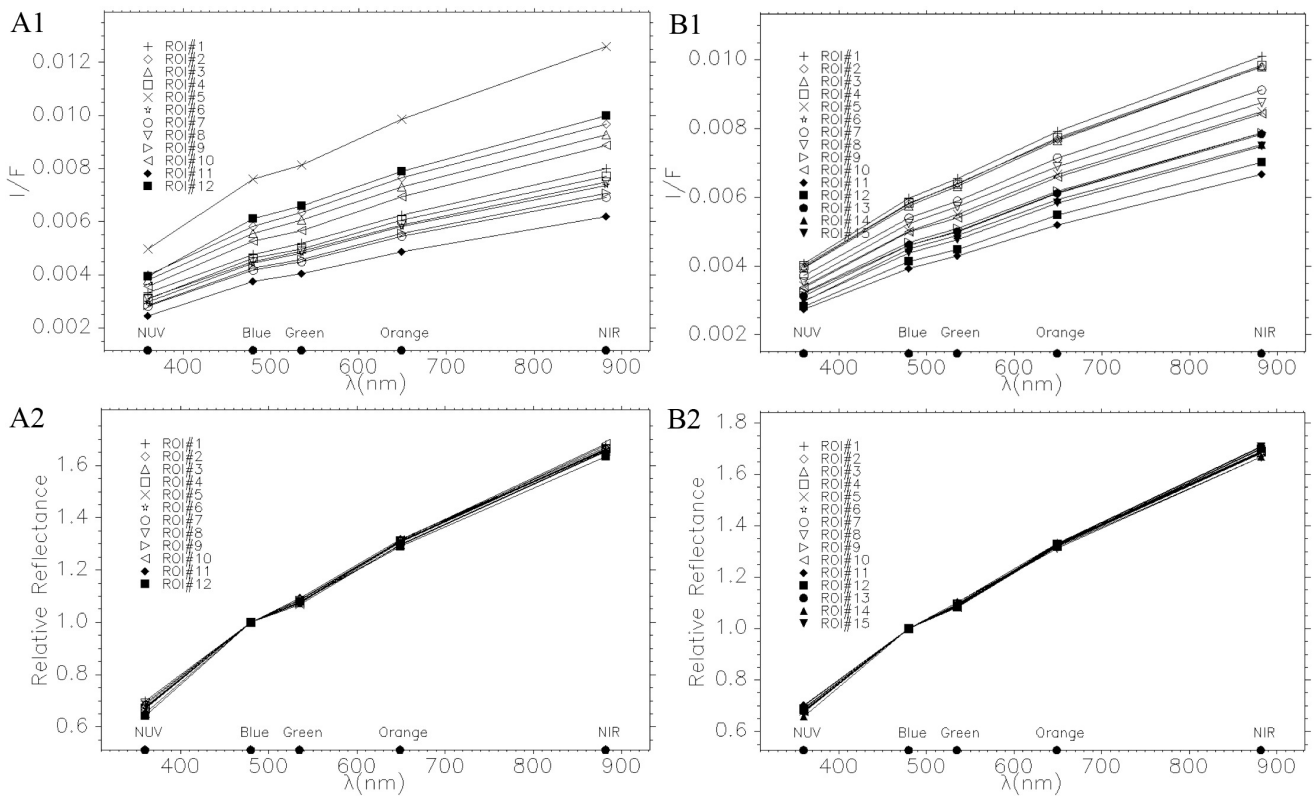 A1
I/F
0.012
0.010
0.008
0.006
0.004
0.002
ROI#1
ROI#2
ROI#3
ROI#4
ROI#5
ROI#6
ROI#7
ROI#8
ROI#9
ROI#10
ROI#11
ROI#12
NUV Blue Green Orange NIR
400 500 600 700 800 900
λ(nm)
B1
I/F
0.010
0.008
0.006
0.004
0.002
ROI#1
ROI#2
ROI#3
ROI#4
ROI#5
ROI#6
ROI#7
ROI#8
ROI#9
ROI#10
ROI#11
ROI#12
ROI#13
ROI#14
ROI#15
NUV Blue Green Orange NIR
400 500 600 700 800 900
λ(nm)
A2
Relative Reflectance
1.6
1.4
1.2
1.0
0.8
0.6
ROI#1
ROI#2
ROI#3
ROI#4
ROI#5
ROI#6
ROI#7
ROI#8
ROI#9
ROI#10
ROI#11
ROI#12
NUV Blue Green Orange NIR
400 500 600 700 800 900
λ(nm)
B2
Relative Reflectance
1.8
1.6
1.4
1.2
1.0
0.8
0.6
ROI#1
ROI#2
ROI#3
ROI#4
ROI#5
ROI#6
ROI#7
ROI#8
ROI#9
ROI#10
ROI#11
ROI#12
ROI#13
ROI#14
ROI#15
NUV Blue Green Orange NIR
400 500 600 700 800 900
λ(nm)